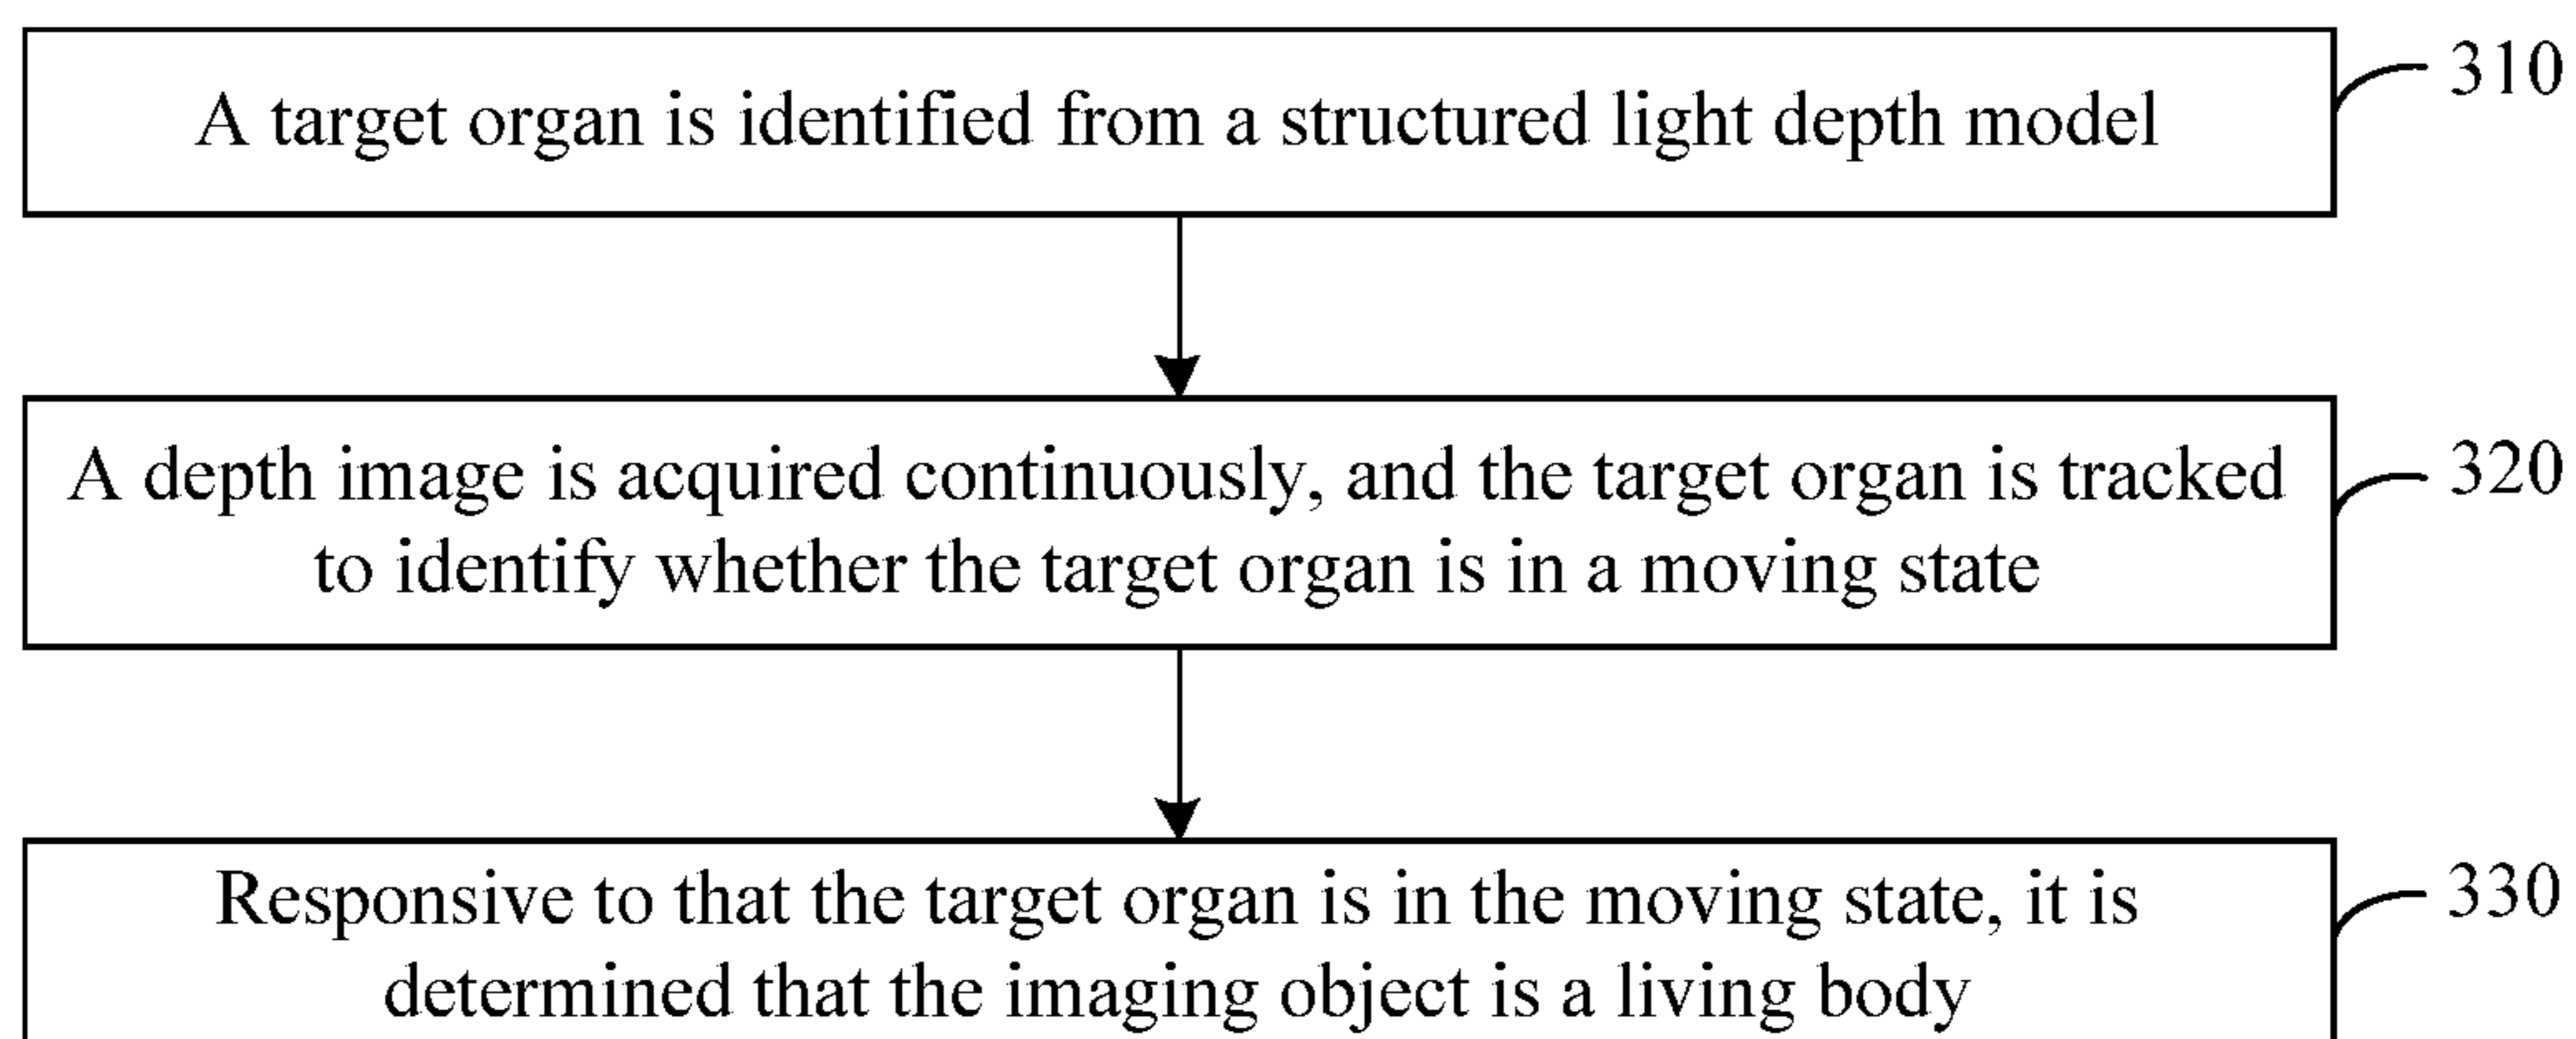 A target organ is identified from a structured light depth model
310
A depth image is acquired continuously, and the target organ is tracked
to identify whether the target organ is in a moving state
320
Responsive to that the target organ is in the moving state, it is
determined that the imaging object is a living body
330